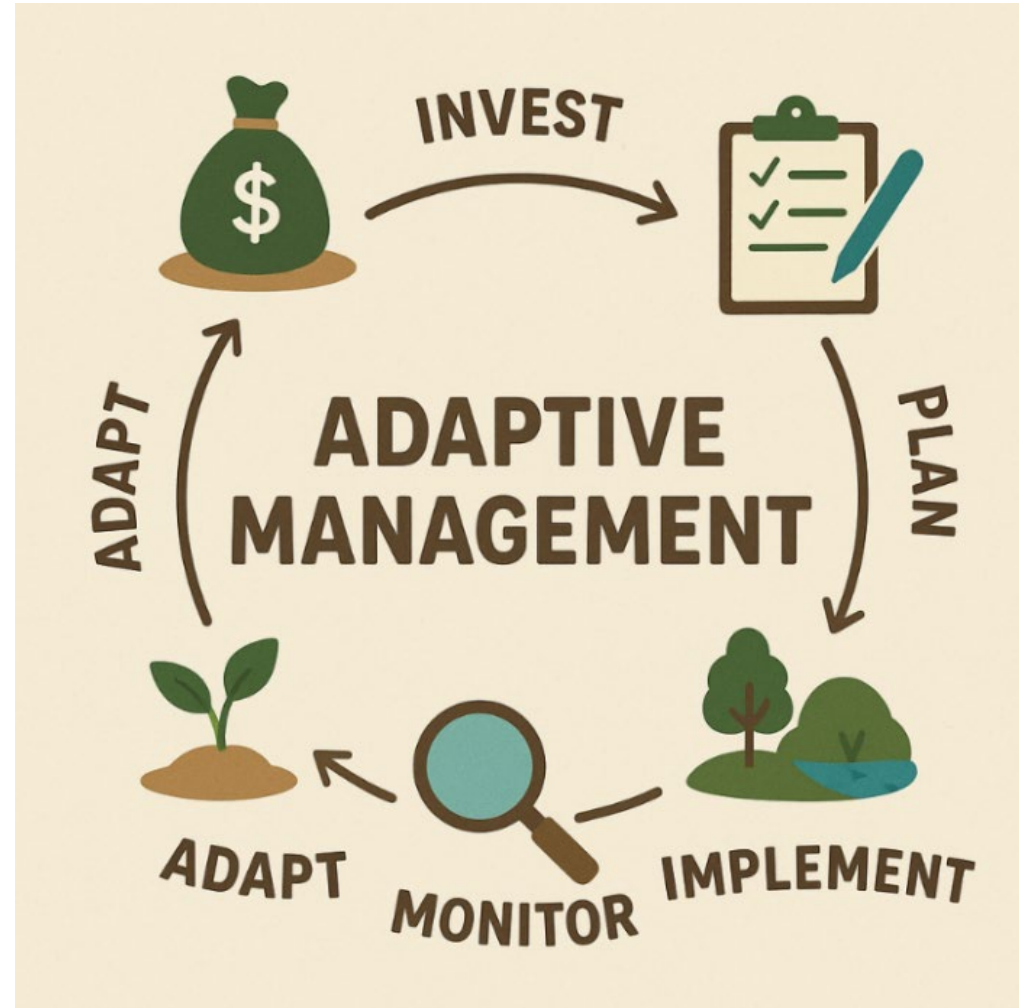 INVEST
$
ADAPT
ADAPTIVE
MANAGEMENT
PLAN
ADAPT
MONITOR
IMPLEMENT